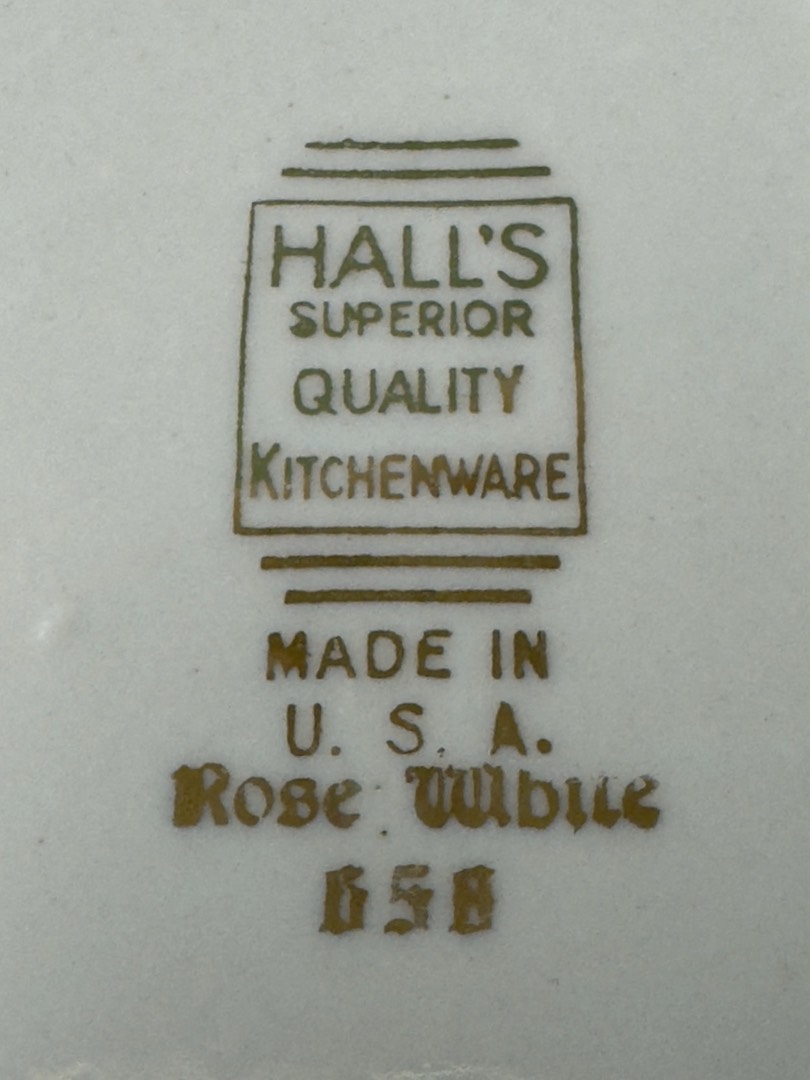 HALL'S
SUPERIOR
QUALITY
KITCHENWARE
MADE IN
U. S. A.
Rose White
658